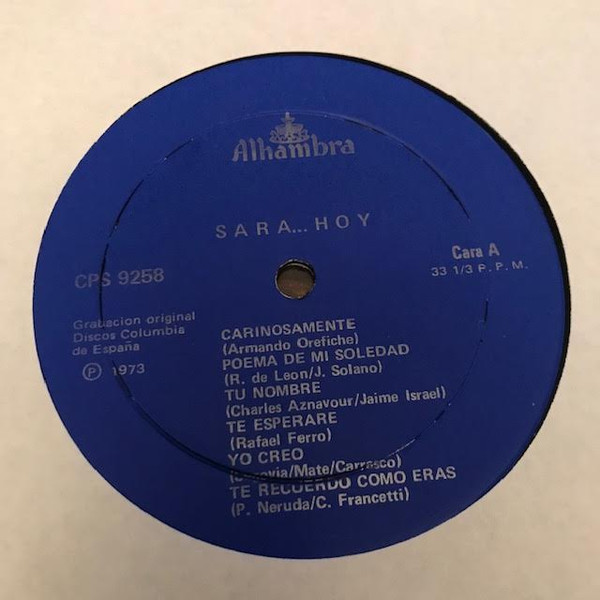 Alhambra
SARA... HOY
CPS 9258
Cara A
33 1/3 R. P. M.
Grabacion original
Discos Columbia
de España
Ⓟ 1973
CARINOSAMENTE
(Armando Orefiche)
POEMA DE MI SOLEDAD
(R. de Leon/J. Solano)
TU NOMBRE
(Charles Aznavour/Jaime Israel)
TE ESPERARE
(Rafael Ferro)
YO CREO
/Mate/Carrasco)
TE RECUERDO COMO ERAS
(P. Neruda/C. Francetti)